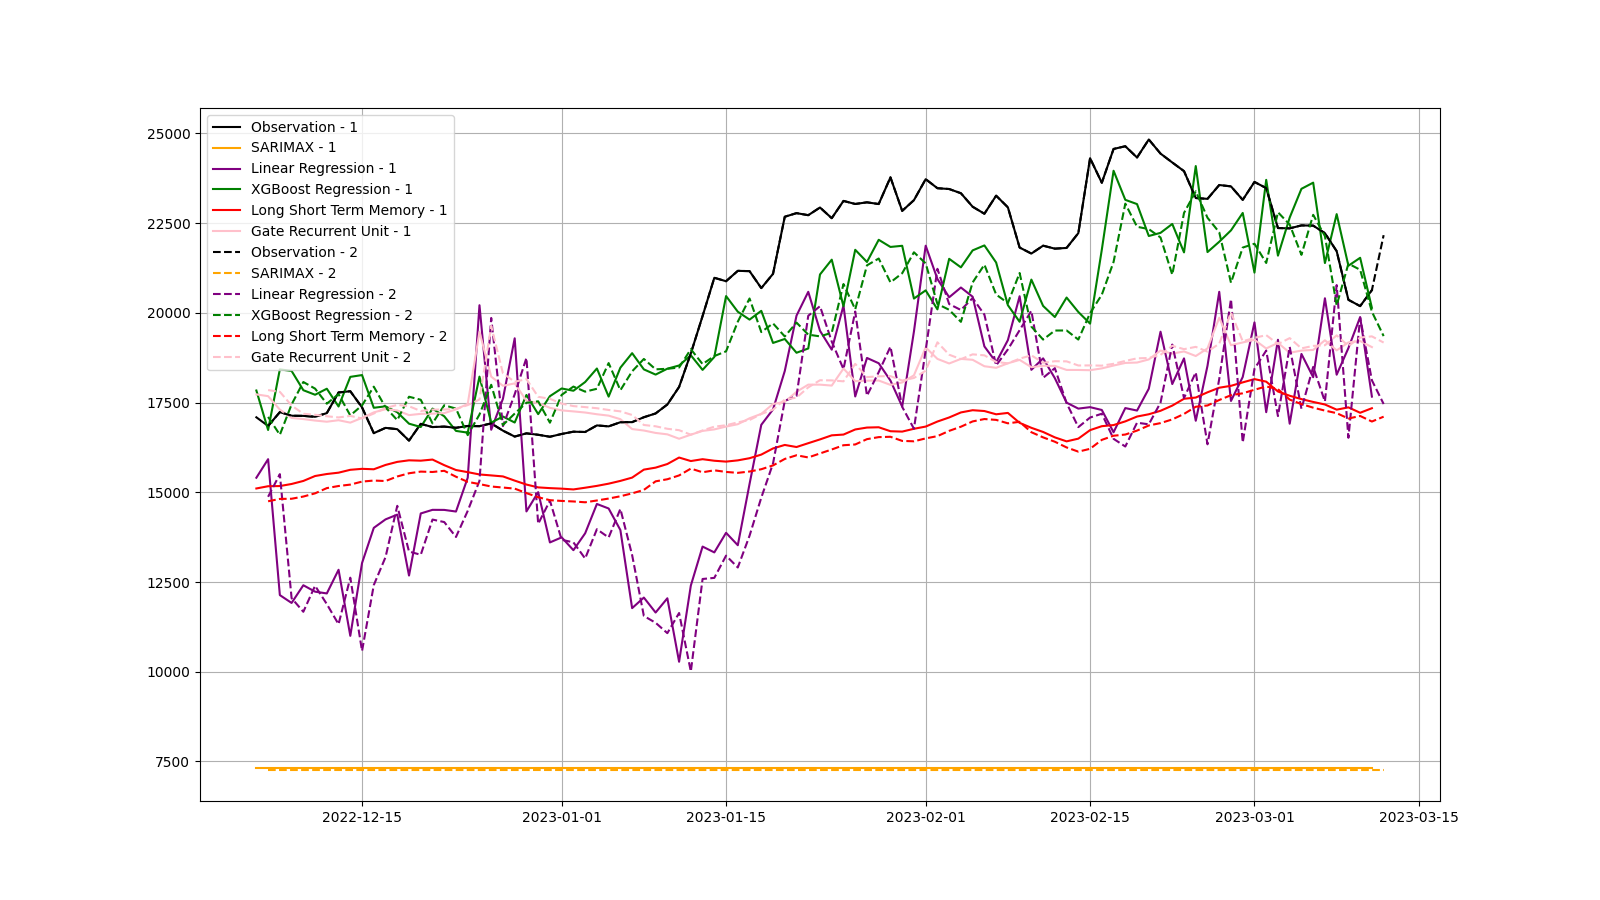 25000
22500
20000
17500
15000
12500
10000
7500
Observation - 1
SARIMAX - 1
Linear Regression - 1
XGBoost Regression - 1
Long Short Term Memory - 1
Gate Recurrent Unit - 1
Observation - 2
SARIMAX - 2
Linear Regression - 2
XGBoost Regression - 2
Long Short Term Memory - 2
Gate Recurrent Unit - 2
2022-12-15
2023-01-01
2023-01-15
2023-02-01
2023-02-15
2023-03-01
2023-03-15